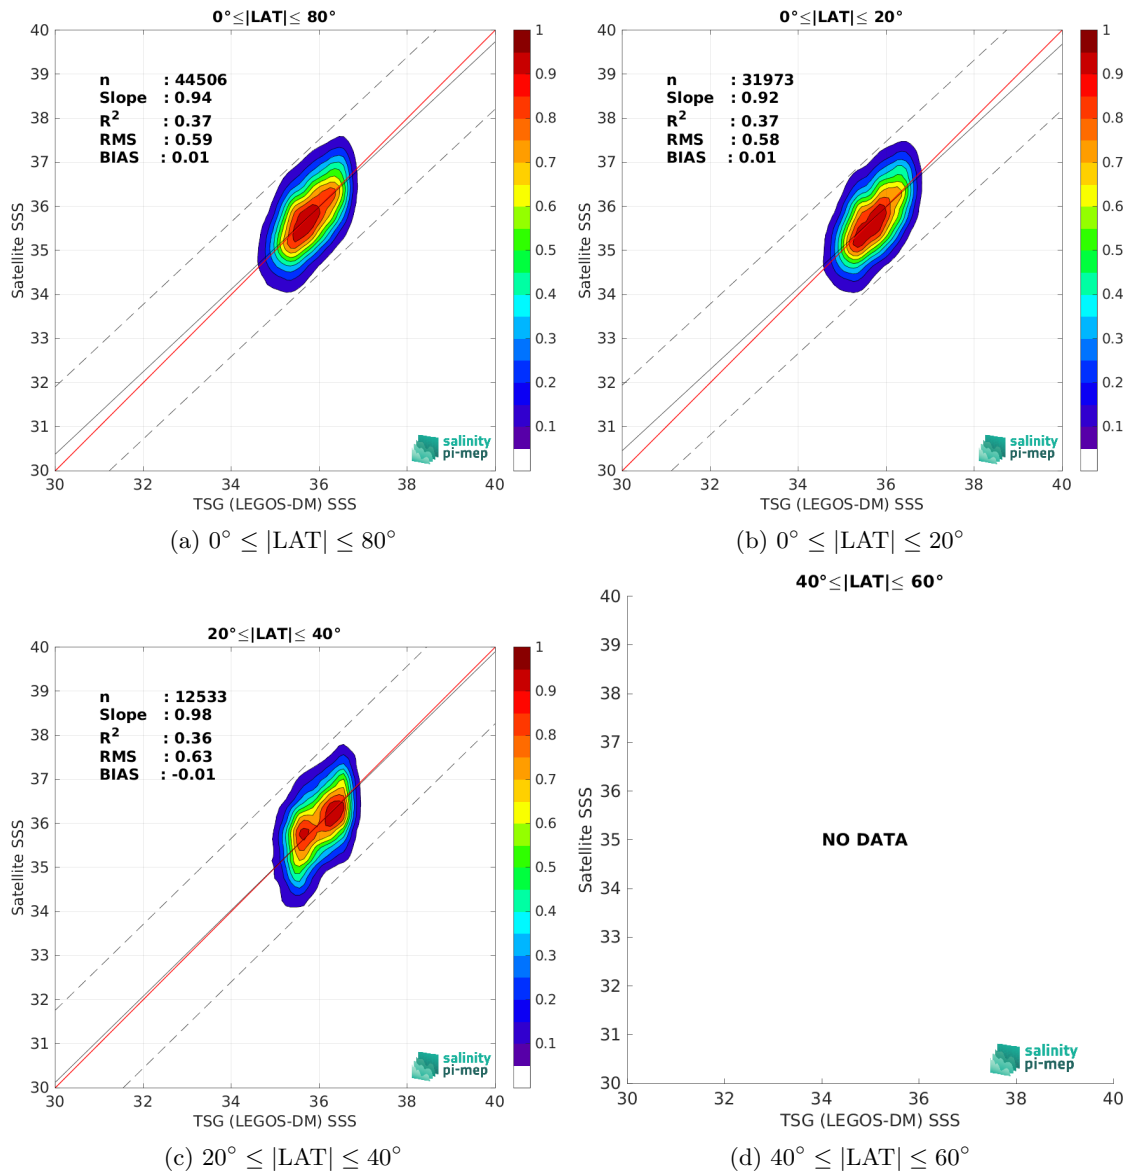 0°≤|LAT|≤ 80°
40
39
38
37
36
35
34
33
32
31
30
Satellite SSS
n : 44506
Slope : 0.94
R² : 0.37
RMS : 0.59
BIAS : 0.01
salinity
pi-mep
30 32 34 36 38 40
TSG (LEGOS-DM) SSS
1
0.9
0.8
0.7
0.6
0.5
0.4
0.3
0.2
0.1
(a) 0° ≤ |LAT| ≤ 80°
0°≤|LAT|≤ 20°
40
39
38
37
36
35
34
33
32
31
30
Satellite SSS
n : 31973
Slope : 0.92
R² : 0.37
RMS : 0.58
BIAS : 0.01
salinity
pi-mep
30 32 34 36 38 40
TSG (LEGOS-DM) SSS
1
0.9
0.8
0.7
0.6
0.5
0.4
0.3
0.2
0.1
(b) 0° ≤ |LAT| ≤ 20°
20°≤|LAT|≤ 40°
40
39
38
37
36
35
34
33
32
31
30
Satellite SSS
n : 12533
Slope : 0.98
R² : 0.36
RMS : 0.63
BIAS : -0.01
salinity
pi-mep
30 32 34 36 38 40
TSG (LEGOS-DM) SSS
1
0.9
0.8
0.7
0.6
0.5
0.4
0.3
0.2
0.1
(c) 20° ≤ |LAT| ≤ 40°
40°≤|LAT|≤ 60°
40
39
38
37
36
35
34
33
32
31
30
Satellite SSS
NO DATA
salinity
pi-mep
30 32 34 36 38 40
TSG (LEGOS-DM) SSS
(d) 40° ≤ |LAT| ≤ 60°